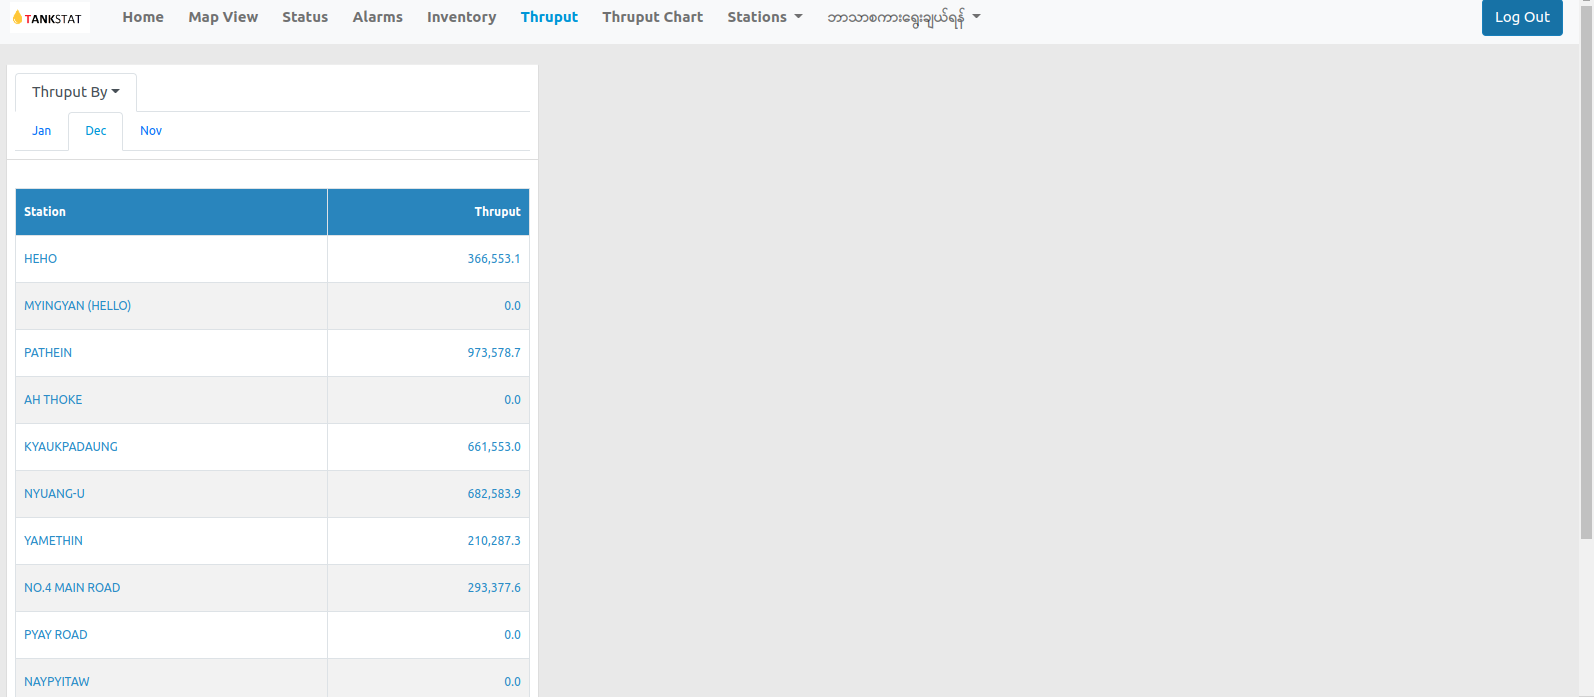 TANKSTAT Home Map View Status Alarms Inventory Thruput Thruput Chart Stations ဘာသာစကားရွေးချယ်ရန် Log Out
Thruput By
Jan Dec Nov
Station Thruput
HEHO 366,553.1
MYINGYAN (HELLO) 0.0
PATHEIN 973,578.7
AH THOKE 0.0
KYAUKPADAUNG 661,553.0
NYUANG-U 682,583.9
YAMETHIN 210,287.3
NO.4 MAIN ROAD 293,377.6
PYAY ROAD 0.0
NAYPYITAW 0.0